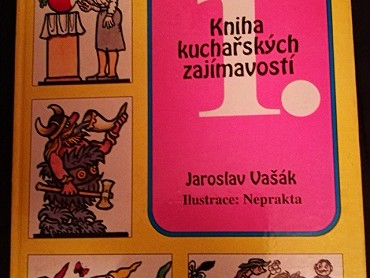 1.
Kniha
kuchařských
zajímavostí
Jaroslav Vašák
Ilustrace: Neprakta